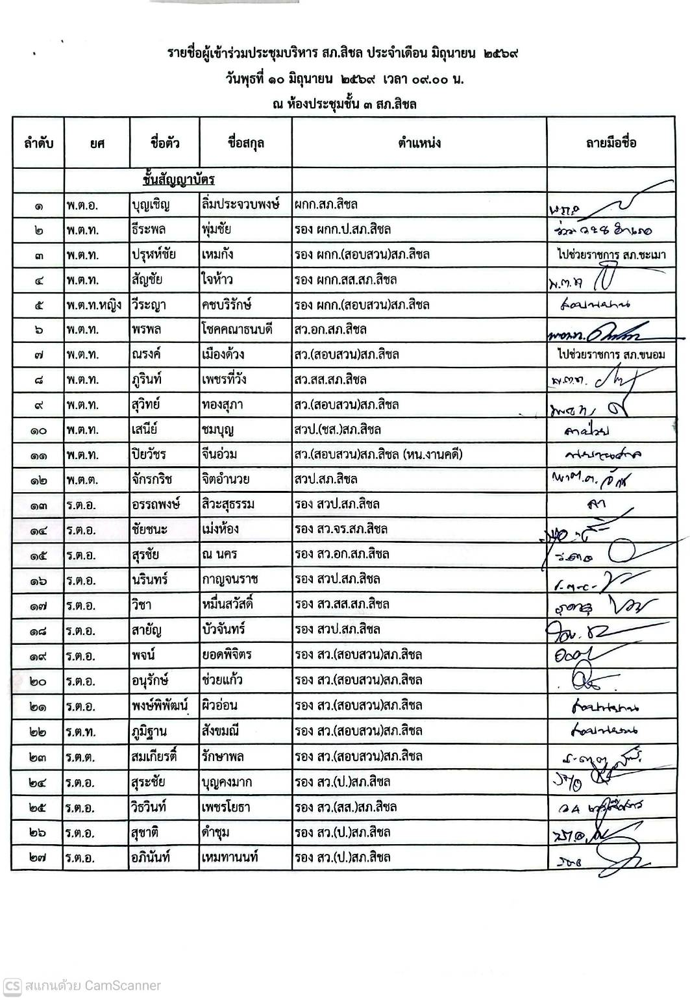 รายชื่อผู้เข้าร่วมประชุมบริหาร สภ.สิชล ประจำเดือน มิถุนายน ๒๕๖๙
วันพุธที่ ๑๐ มิถุนายน ๒๕๖๙ เวลา ๐๙.๐๐ น.
ณ ห้องประชุมชั้น ๓ สภ.สิชล
ลำดับ ยศ ชื่อตัว ชื่อสกุล ตำแหน่ง ลายมือชื่อ
ชั้นสัญญาบัตร
๑ พ.ต.อ. บุญเชิญ ลิ่มประจวบพงษ์ ผกก.สภ.สิชล
๒ พ.ต.ท. ธีระพล พุ่มชัย รอง ผกก.ป.สภ.สิชล
๓ พ.ต.ท. ปรุฬห์ชัย เหมกัง รอง ผกก.(สอบสวน)สภ.สิชล ไปช่วยราชการ สภ.ชะเมา
๔ พ.ต.ท. สัญชัย ใจห้าว รอง ผกก.สส.สภ.สิชล พ.ต.ท
๕ พ.ต.ท.หญิง วีระญา คชบริรักษ์ รอง ผกก.(สอบสวน)สภ.สิชล
๖ พ.ต.ท. พรพล โชคคณาธนบดี สว.อก.สภ.สิชล
๗ พ.ต.ท. ณรงค์ เมืองด้วง สว.(สอบสวน)สภ.สิชล ไปช่วยราชการ สภ.ขนอม
๘ พ.ต.ท. ภูรินท์ เพชรที่วัง สว.สส.สภ.สิชล พ.ต.ท.
๙ พ.ต.ท. สุวิทย์ ทองสุภา สว.(สอบสวน)สภ.สิชล
๑๐ พ.ต.ท. เสนีย์ ชมบุญ สวป.(ชส.)สภ.สิชล ลาป่วย
๑๑ พ.ต.ท. ปิยวัชร จีนอ่วม สว.(สอบสวน)สภ.สิชล (หน.งานคดี)
๑๒ พ.ต.ต. จักรกริช จิตอำนวย สวป.สภ.สิชล
๑๓ ร.ต.อ. อรรถพงษ์ สิวะสุธรรม รอง สวป.สภ.สิชล ลา
๑๔ ร.ต.อ. ชัยชนะ เม่งห้อง รอง สว.จร.สภ.สิชล
๑๕ ร.ต.อ. สุรชัย ณ นคร รอง สว.อก.สภ.สิชล
๑๖ ร.ต.อ. นรินทร์ กาญจนราช รอง สวป.สภ.สิชล
๑๗ ร.ต.อ. วิชา หมื่นสวัสดิ์ รอง สว.สส.สภ.สิชล
๑๘ ร.ต.อ. สายัญ บัวจันทร์ รอง สวป.สภ.สิชล
๑๙ ร.ต.อ. พจน์ ยอดพิจิตร รอง สว.(สอบสวน)สภ.สิชล
๒๐ ร.ต.อ. อนุรักษ์ ช่วยแก้ว รอง สว.(สอบสวน)สภ.สิชล
๒๑ ร.ต.อ. พงษ์พิพัฒน์ ผิวอ่อน รอง สว.(สอบสวน)สภ.สิชล
๒๒ ร.ต.ท. ภูมิฐาน สังขมณี รอง สว.(สอบสวน)สภ.สิชล
๒๓ ร.ต.ต. สมเกียรติ์ รักษาพล รอง สว.(สอบสวน)สภ.สิชล
๒๔ ร.ต.อ. สุระชัย บุญคงมาก รอง สว.(ป.)สภ.สิชล
๒๕ ร.ต.อ. วิธวินท์ เพชรโยธา รอง สว.(สส.)สภ.สิชล
๒๖ ร.ต.อ. สุชาติ ดำชุม รอง สว.(ป.)สภ.สิชล
๒๗ ร.ต.อ. อภินันท์ เหมทานนท์ รอง สว.(ป.)สภ.สิชล
CS สแกนด้วย CamScanner